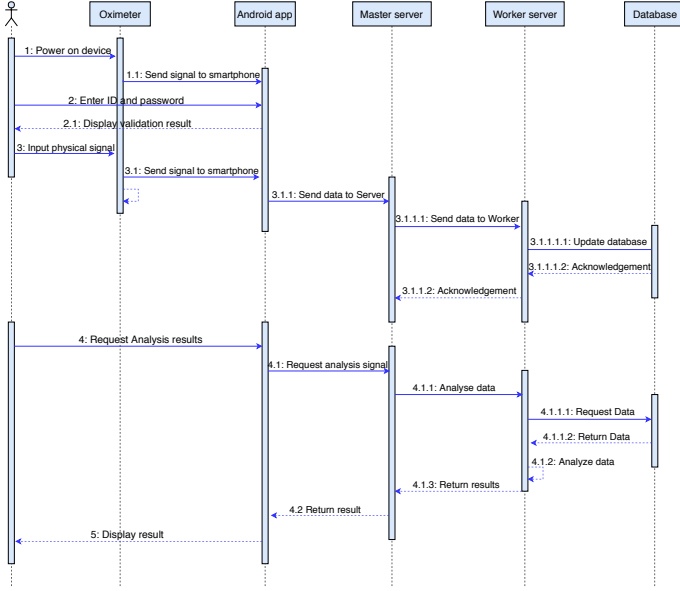 Oximeter
Android app
Master server
Worker server
Database
1: Power on device
1.1: Send signal to smartphone
2: Enter ID and password
2.1: Display validation result
3: Input physical signal
3.1: Send signal to smartphone
3.1.1: Send data to Server
3.1.1.1: Send data to Worker
3.1.1.1.1: Update database
3.1.1.1.2: Acknowledgement
3.1.1.2: Acknowledgement
4: Request Analysis results
4.1: Request analysis signal
4.1.1: Analyse data
4.1.1.1: Request Data
4.1.1.2: Return Data
4.1.2: Analyze data
4.1.3: Return results
4.2 Return result
5: Display result